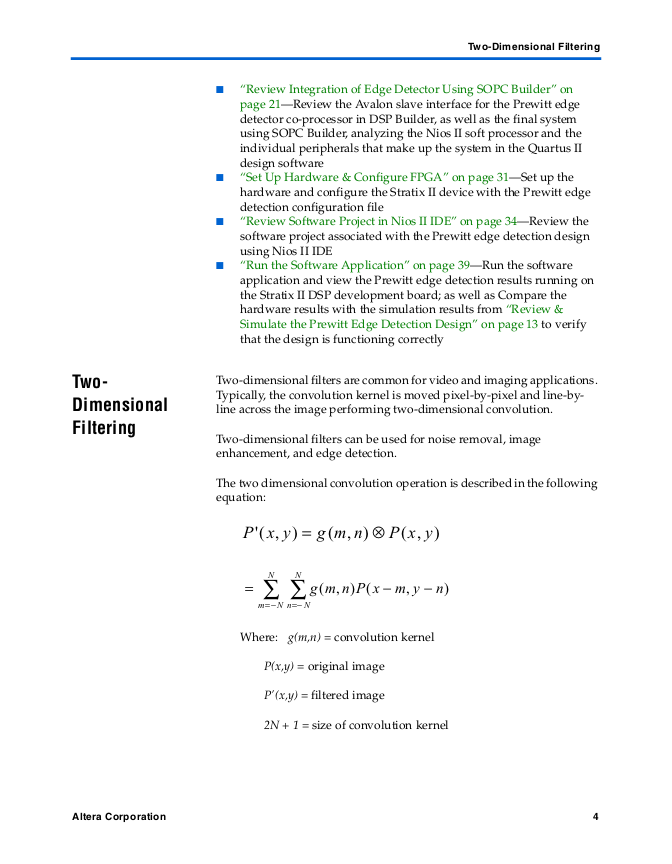 Two-Dimensional Filtering
■ “Review Integration of Edge Detector Using SOPC Builder” on
page 21—Review the Avalon slave interface for the Prewitt edge
detector co-processor in DSP Builder, as well as the final system
using SOPC Builder, analyzing the Nios II soft processor and the
individual peripherals that make up the system in the Quartus II
design software
■ “Set Up Hardware & Configure FPGA” on page 31—Set up the
hardware and configure the Stratix II device with the Prewitt edge
detection configuration file
■ “Review Software Project in Nios II IDE” on page 34—Review the
software project associated with the Prewitt edge detection design
using Nios II IDE
■ “Run the Software Application” on page 39—Run the software
application and view the Prewitt edge detection results running on
the Stratix II DSP development board; as well as Compare the
hardware results with the simulation results from “Review &
Simulate the Prewitt Edge Detection Design” on page 13 to verify
that the design is functioning correctly
Two-
Dimensional
Filtering
Two-dimensional filters are common for video and imaging applications.
Typically, the convolution kernel is moved pixel-by-pixel and line-by-
line across the image performing two-dimensional convolution.
Two-dimensional filters can be used for noise removal, image
enhancement, and edge detection.
The two dimensional convolution operation is described in the following
equation:
P'(x, y) = g(m, n) ⊗ P(x, y)
= ∑_{m=−N}^{N} ∑_{n=−N}^{N} g(m, n)P(x − m, y − n)
Where: g(m,n) = convolution kernel
P(x,y) = original image
P’(x,y) = filtered image
2N + 1 = size of convolution kernel
Altera Corporation 4